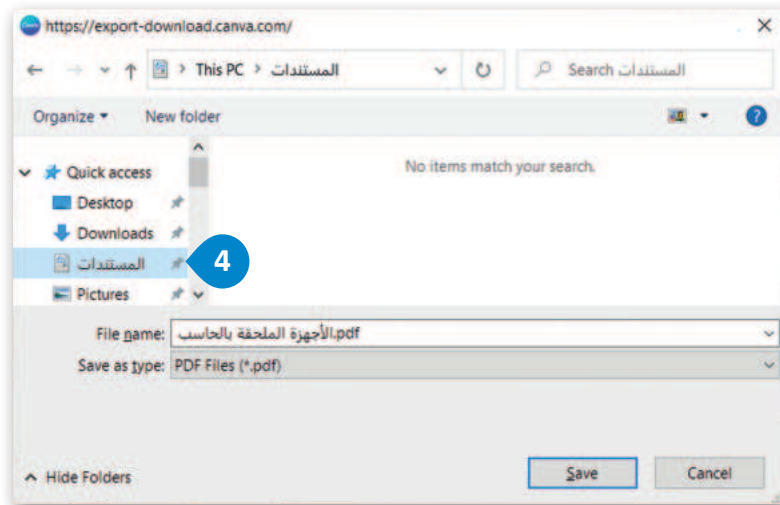 https://export-download.canva.com/
This PC > المستندات
Search المستندات
Organize
New folder
Quick access
No items match your search.
Desktop
Downloads
المستندات
4
Pictures
File name: الأجهزة الملحقة بالحاسب.pdf
Save as type: PDF Files (*.pdf)
Hide Folders
Save
Cancel